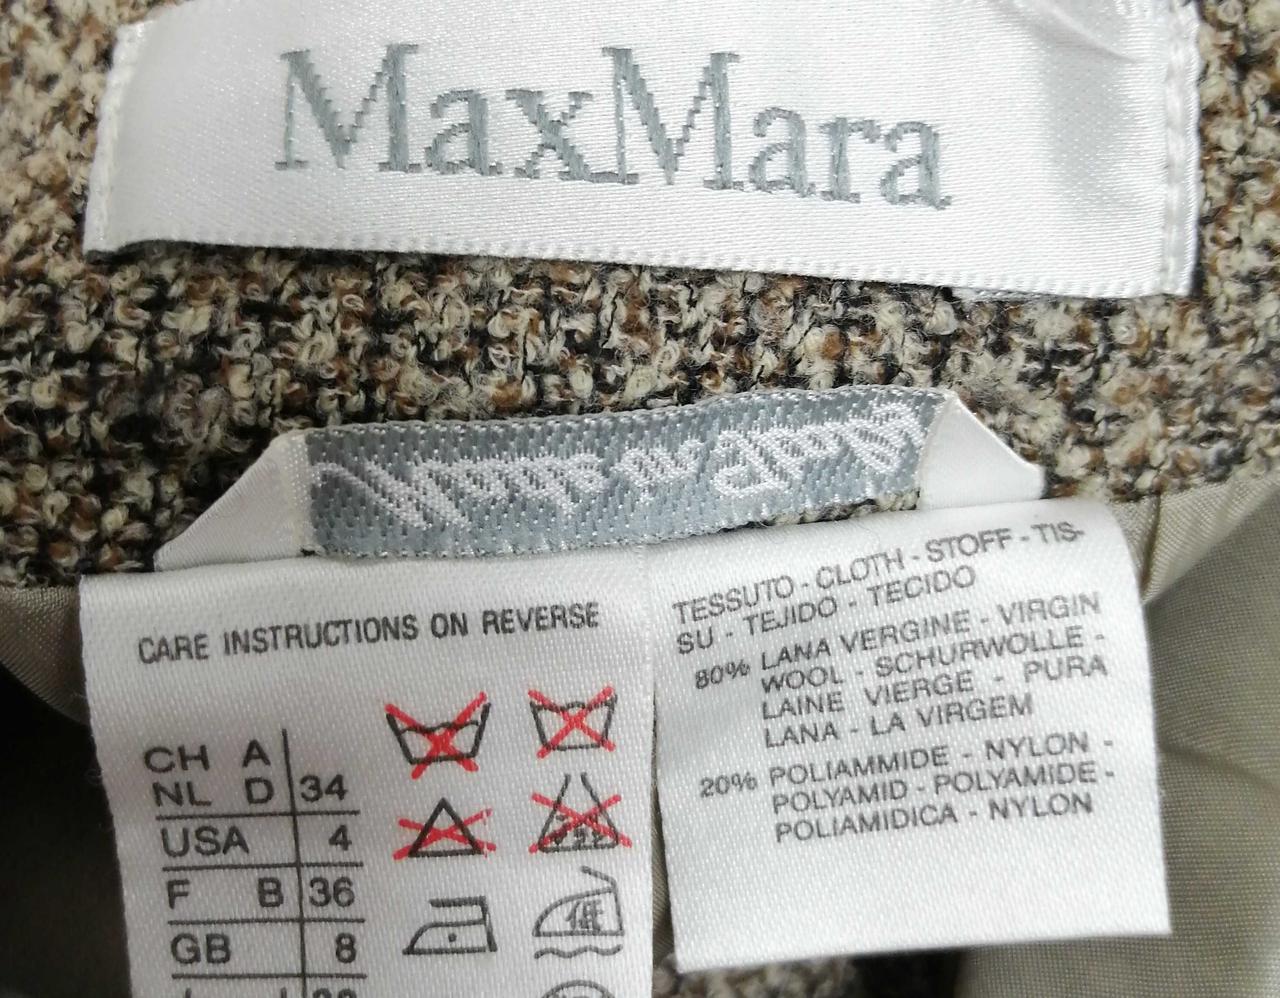 MaxMara
TESSUTO - CLOTH - STOFF - TIS-
SU - TEJIDO - TECIDO
80% LANA VERGINE - VIRGIN
WOOL - SCHURWOLLE -
LAINE VIERGE - PURA
LANA - LA VIRGEM
20% POLIAMMIDE - NYLON -
POLYAMID - POLYAMIDE -
POLIAMIDICA - NYLON
CARE INSTRUCTIONS ON REVERSE
CH A
NL D 34
USA 4
F B 36
GB 8
低